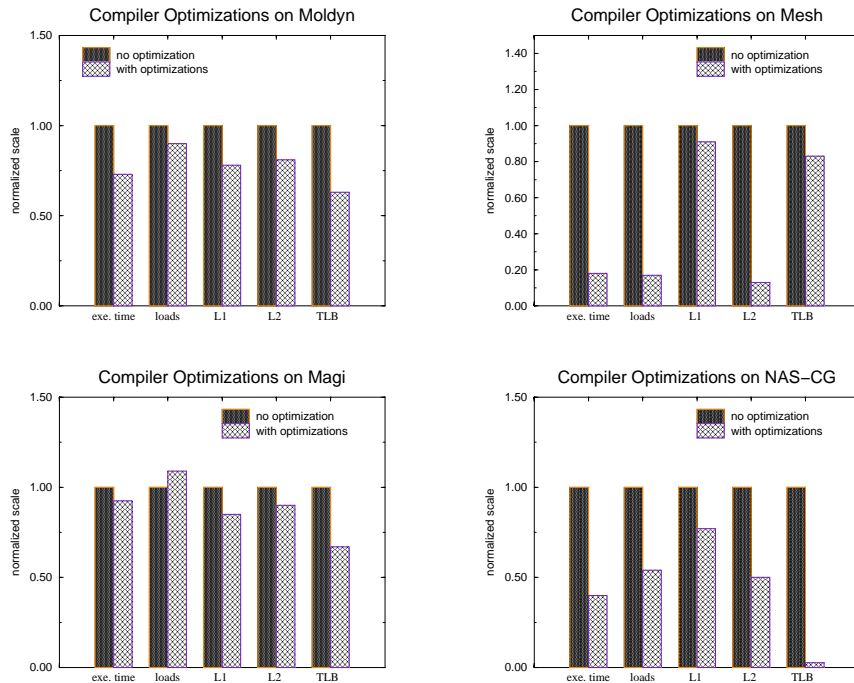 Compiler Optimizations on Moldyn
1.50
no optimization
with optimizations
1.00
normalized scale
0.50
0.00
exe. time loads L1 L2 TLB
Compiler Optimizations on Mesh
1.40
no optimization
with optimizations
1.20
1.00
normalized scale
0.80
0.60
0.40
0.20
0.00
exe. time loads L1 L2 TLB
Compiler Optimizations on Magi
1.50
no optimization
with optimizations
1.00
normalized scale
0.50
0.00
exe. time loads L1 L2 TLB
Compiler Optimizations on NAS−CG
1.50
no optimization
with optimizations
1.00
normalized scale
0.50
0.00
exe. time loads L1 L2 TLB